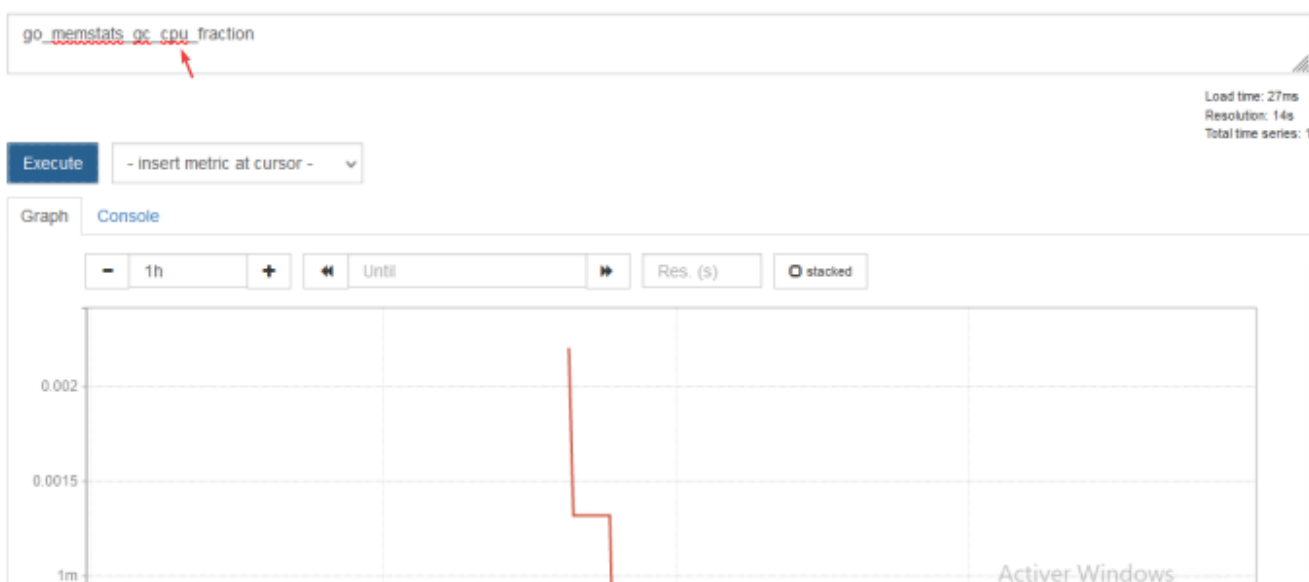 go_memstats_gc_cpu_fraction
Load time: 27ms
Resolution: 14s
Total time series: 1
Execute
- insert metric at cursor -
Graph Console
1h Until Res. (s) stacked
0.002
0.0015
1m
Activer Windows